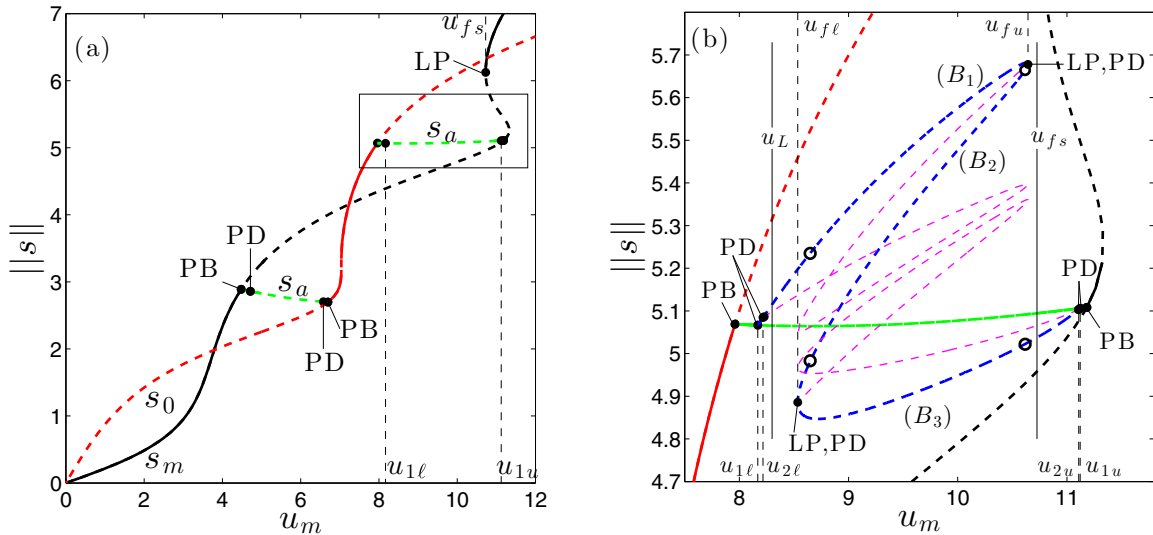 (a)
u_{fs}
LP
s_a
PD
PB
s_a
PB
PD
s_0
s_m
u_{1ℓ}
u_{1u}
||s||
u_m
7
6
5
4
3
2
1
0
0 2 4 6 8 10 12
(b)
u_{fℓ}
u_{fu}
(B_1)
LP,PD
u_L
u_{fs}
(B_2)
PD
PB
PD
PB
(B_3)
LP,PD
u_{1ℓ}
u_{2ℓ}
u_{2u}
u_{1u}
||s||
u_m
5.8
5.7
5.6
5.5
5.4
5.3
5.2
5.1
5
4.9
4.8
4.7
8 9 10 11